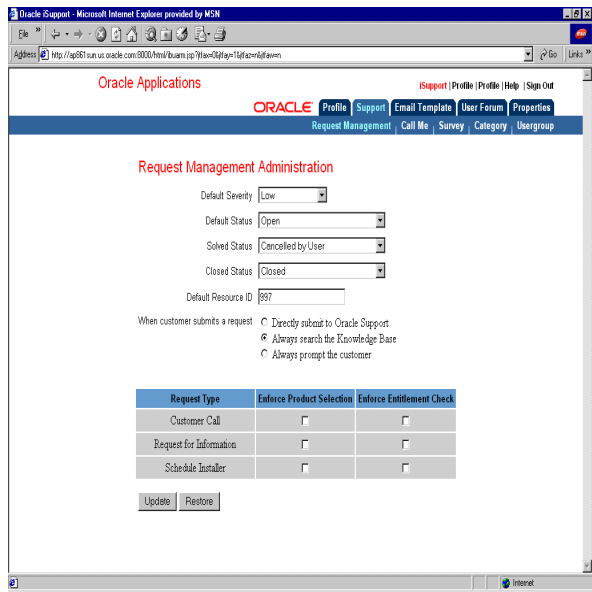 Oracle iSupport - Microsoft Internet Explorer provided by MSN
File »
Address http://ap861sun.us.oracle.com:8000/html/ibuarm.jsp?jtfax=0&jtfay=1&jtfaz=n&jtfaw=n Go Links »
Oracle Applications
iSupport | Profile | Profile | Help | Sign Out
ORACLE Profile Support Email Template User Forum Properties
Request Management | Call Me | Survey | Category | Usergroup
Request Management Administration
Default Severity Low
Default Status Open
Solved Status Cancelled by User
Closed Status Closed
Default Resource ID 997
When customer submits a request Directly submit to Oracle Support
Always search the Knowledge Base
Always prompt the customer
Request Type Enforce Product Selection Enforce Entitlement Check
Customer Call
Request for Information
Schedule Installer
Update Restore
Internet